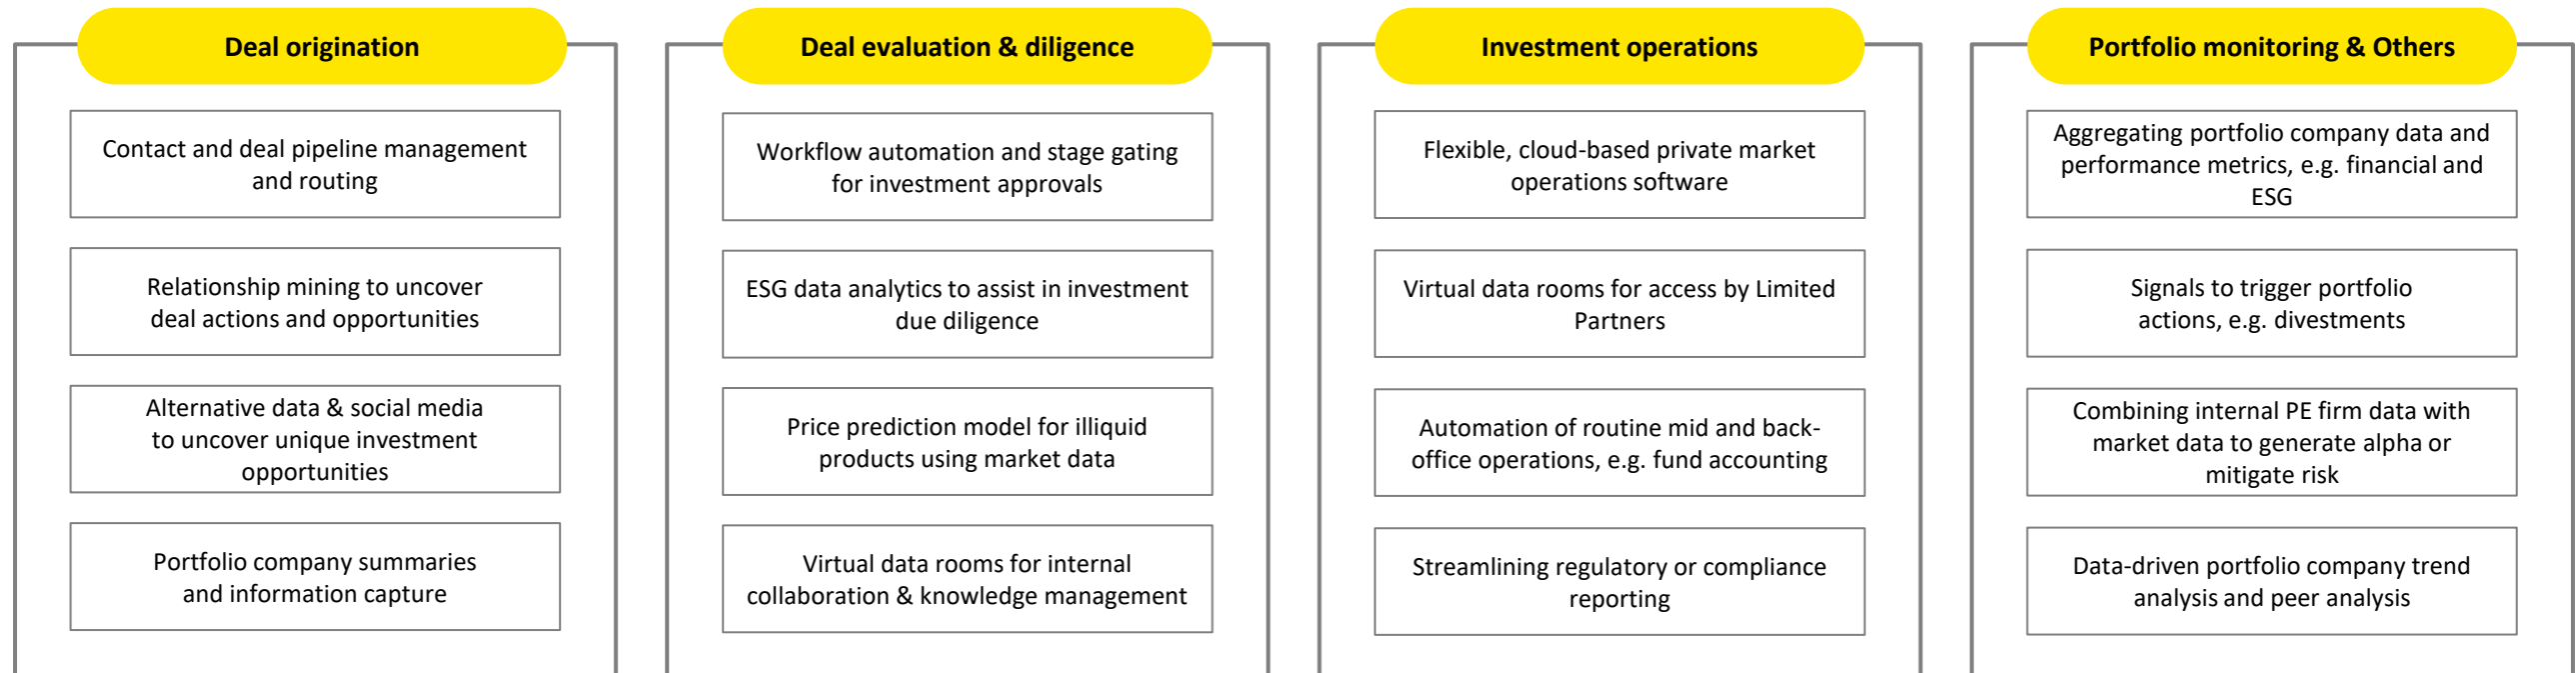 Deal origination
Contact and deal pipeline management
and routing
Relationship mining to uncover
deal actions and opportunities
Alternative data & social media
to uncover unique investment
opportunities
Portfolio company summaries
and information capture
Deal evaluation & diligence
Workflow automation and stage gating
for investment approvals
ESG data analytics to assist in investment
due diligence
Price prediction model for illiquid
products using market data
Virtual data rooms for internal
collaboration & knowledge management
Investment operations
Flexible, cloud-based private market
operations software
Virtual data rooms for access by Limited
Partners
Automation of routine mid and back-
office operations, e.g. fund accounting
Streamlining regulatory or compliance
reporting
Portfolio monitoring & Others
Aggregating portfolio company data and
performance metrics, e.g. financial and
ESG
Signals to trigger portfolio
actions, e.g. divestments
Combining internal PE firm data with
market data to generate alpha or
mitigate risk
Data-driven portfolio company trend
analysis and peer analysis